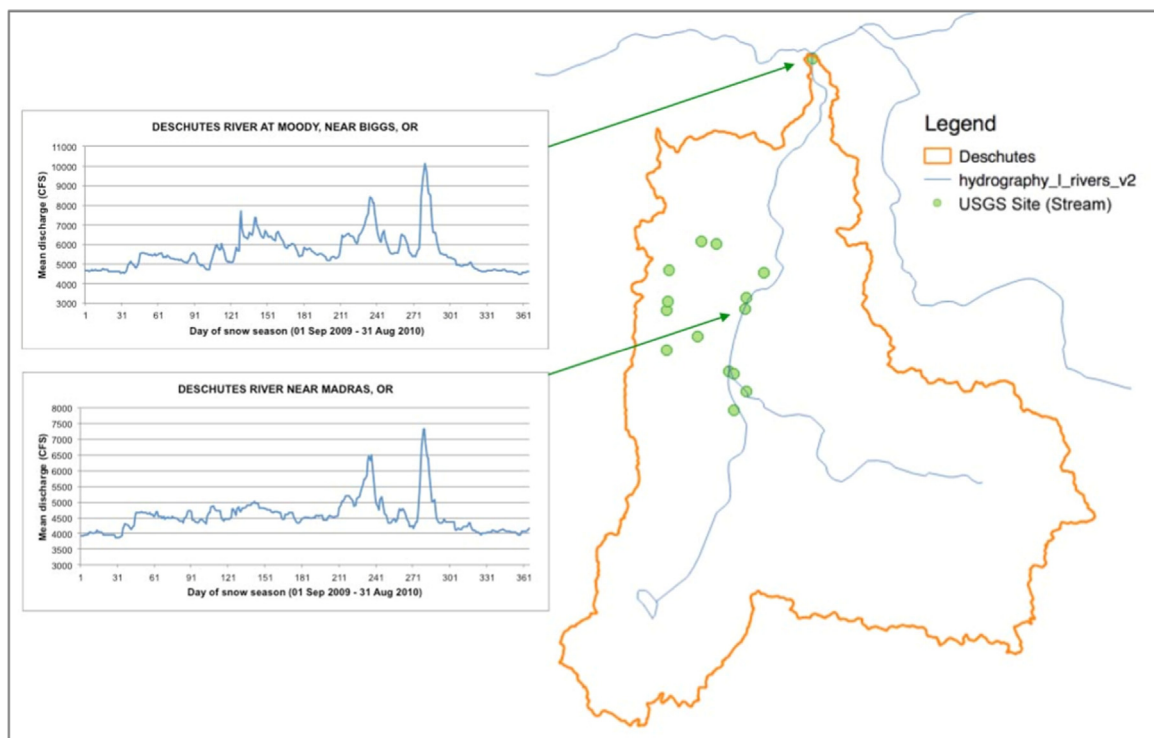 DESCHUTES RIVER AT MOODY, NEAR BIGGS, OR
Mean discharge (CFS)
11000
10000
9000
8000
7000
6000
5000
4000
3000
1 31 61 91 121 151 181 211 241 271 301 331 361
Day of snow season (01 Sep 2009 - 31 Aug 2010)
DESCHUTES RIVER NEAR MADRAS, OR
Mean discharge (CFS)
8000
7500
7000
6500
6000
5500
5000
4500
4000
3500
3000
1 31 61 91 121 151 181 211 241 271 301 331 361
Day of snow season (01 Sep 2009 - 31 Aug 2010)
Legend
Deschutes
hydrography_l_rivers_v2
USGS Site (Stream)